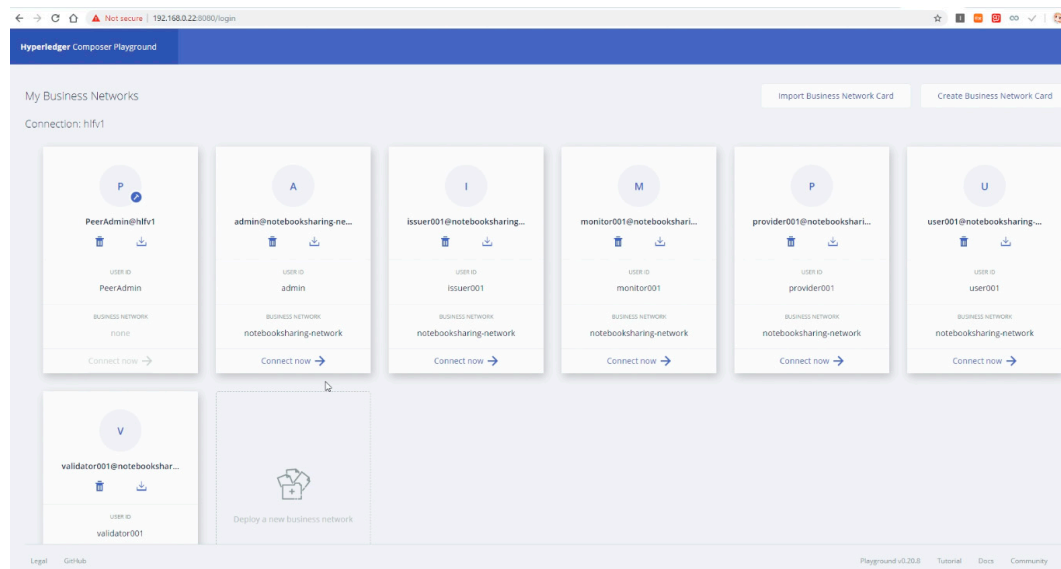 Not secure | 192.168.0.22:8080/login
Hyperledger Composer Playground
My Business Networks
Import Business Network Card
Create Business Network Card
Connection: hlfv1
P
A
I
M
P
U
PeerAdmin@hlfv1
admin@notebooksharing-ne...
issuer001@notebooksharing...
monitor001@notebookshari...
provider001@notebookshari...
user001@notebooksharing-...
USER ID
USER ID
USER ID
USER ID
USER ID
USER ID
PeerAdmin
admin
issuer001
monitor001
provider001
user001
BUSINESS NETWORK
BUSINESS NETWORK
BUSINESS NETWORK
BUSINESS NETWORK
BUSINESS NETWORK
BUSINESS NETWORK
none
notebooksharing-network
notebooksharing-network
notebooksharing-network
notebooksharing-network
notebooksharing-network
Connect now
Connect now
Connect now
Connect now
Connect now
Connect now
V
validator001@notebookshar...
USER ID
validator001
Deploy a new business network
Legal
GitHub
Playground v0.20.8
Tutorial
Docs
Community